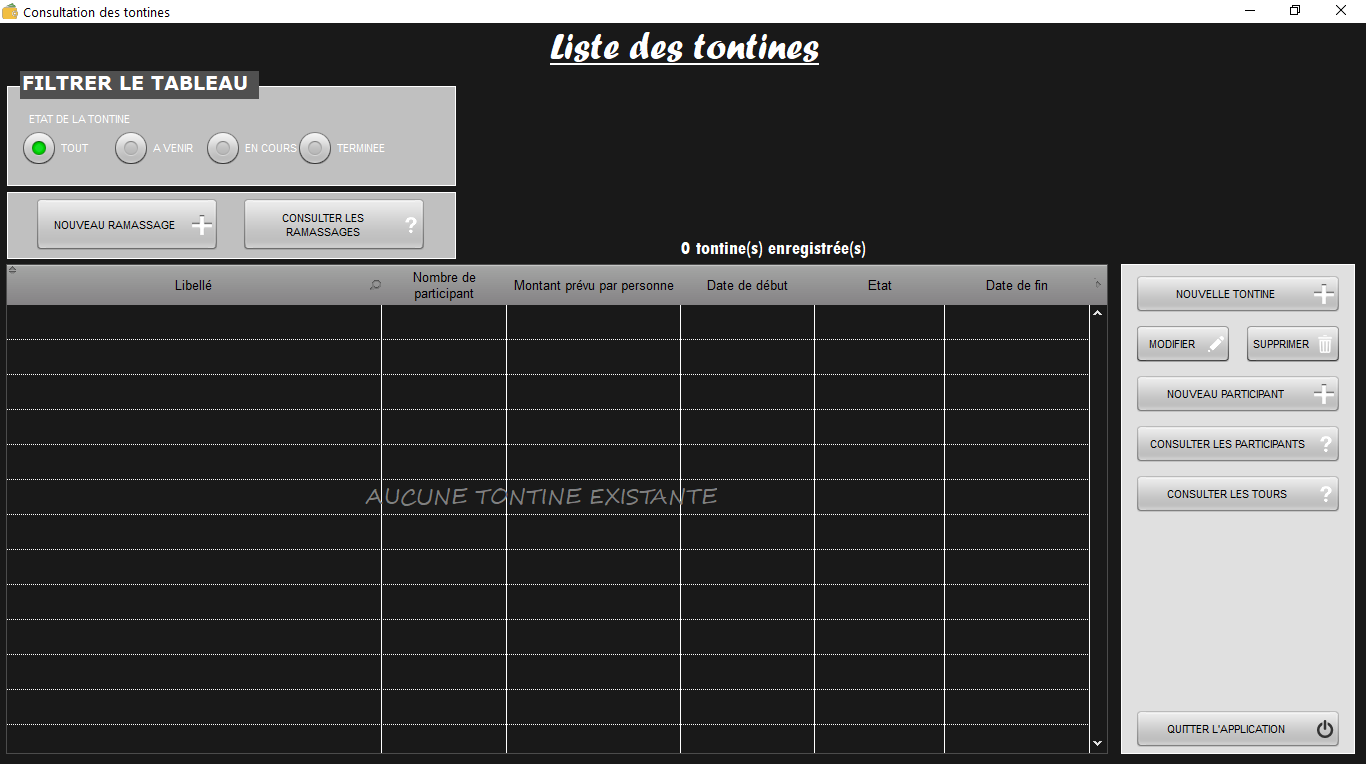 Consultation des tontines
Liste des tontines
FILTRER LE TABLEAU
ETAT DE LA TONTINE
TOUT
A VENIR
EN COURS
TERMINEE
NOUVEAU RAMASSAGE
CONSULTER LES
RAMASSAGES
?
0 tontine(s) enregistrée(s)
Libellé
Nombre de
participant
Montant prévu par personne
Date de début
Etat
Date de fin
AUCUNE TONTINE EXISTANTE
NOUVELLE TONTINE
MODIFIER
SUPPRIMER
NOUVEAU PARTICIPANT
CONSULTER LES PARTICIPANTS ?
CONSULTER LES TOURS ?
QUITTER L'APPLICATION